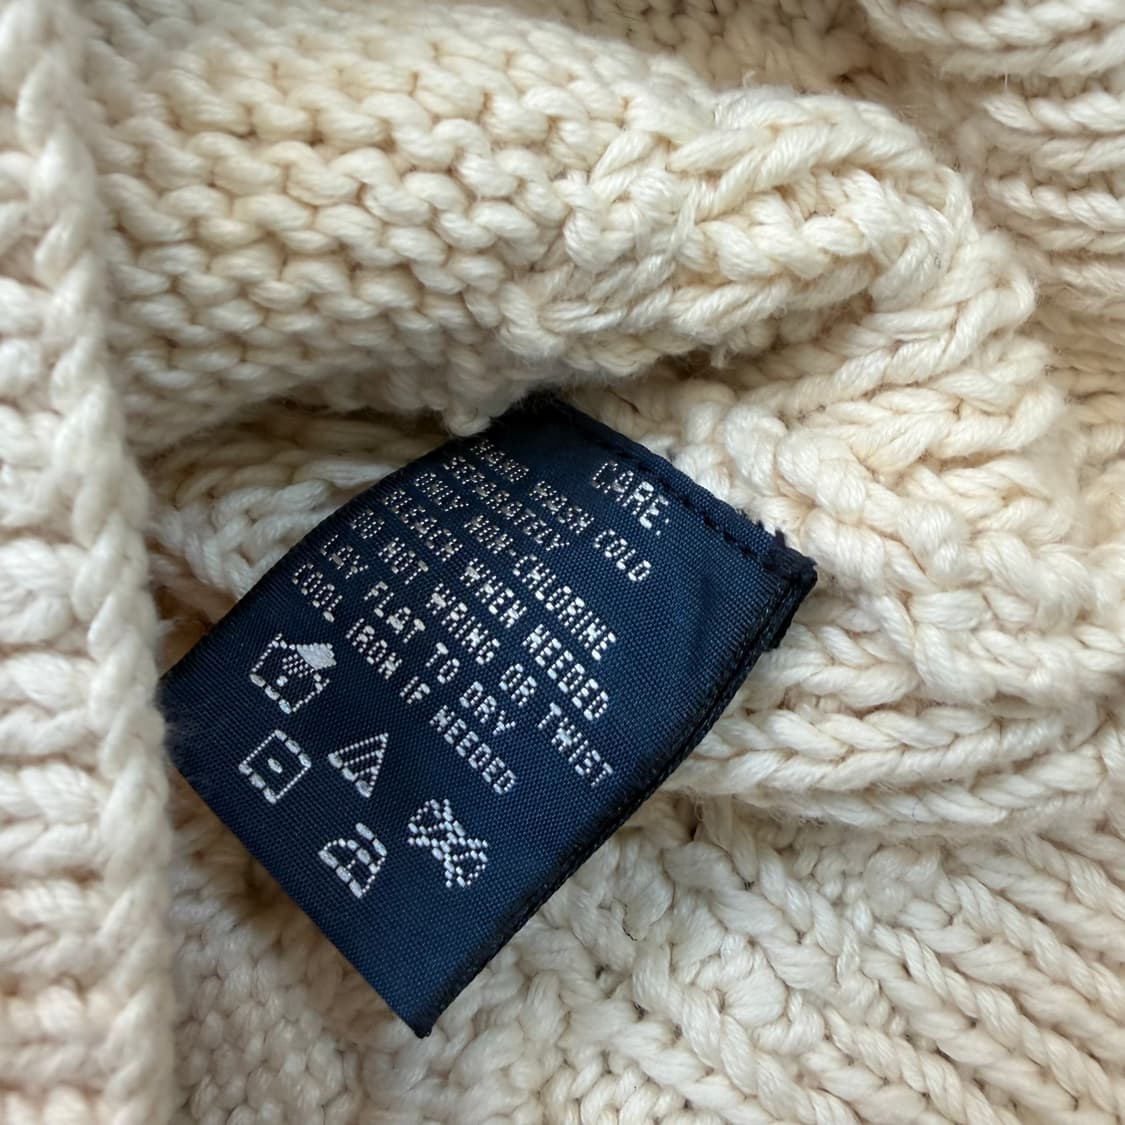 CARE:
HAND WASH COLD
SEPARATELY
ONLY NON-CHLORINE
BLEACH WHEN NEEDED
DO NOT WRING OR TWIST
LAY FLAT TO DRY
COOL IRON IF NEEDED